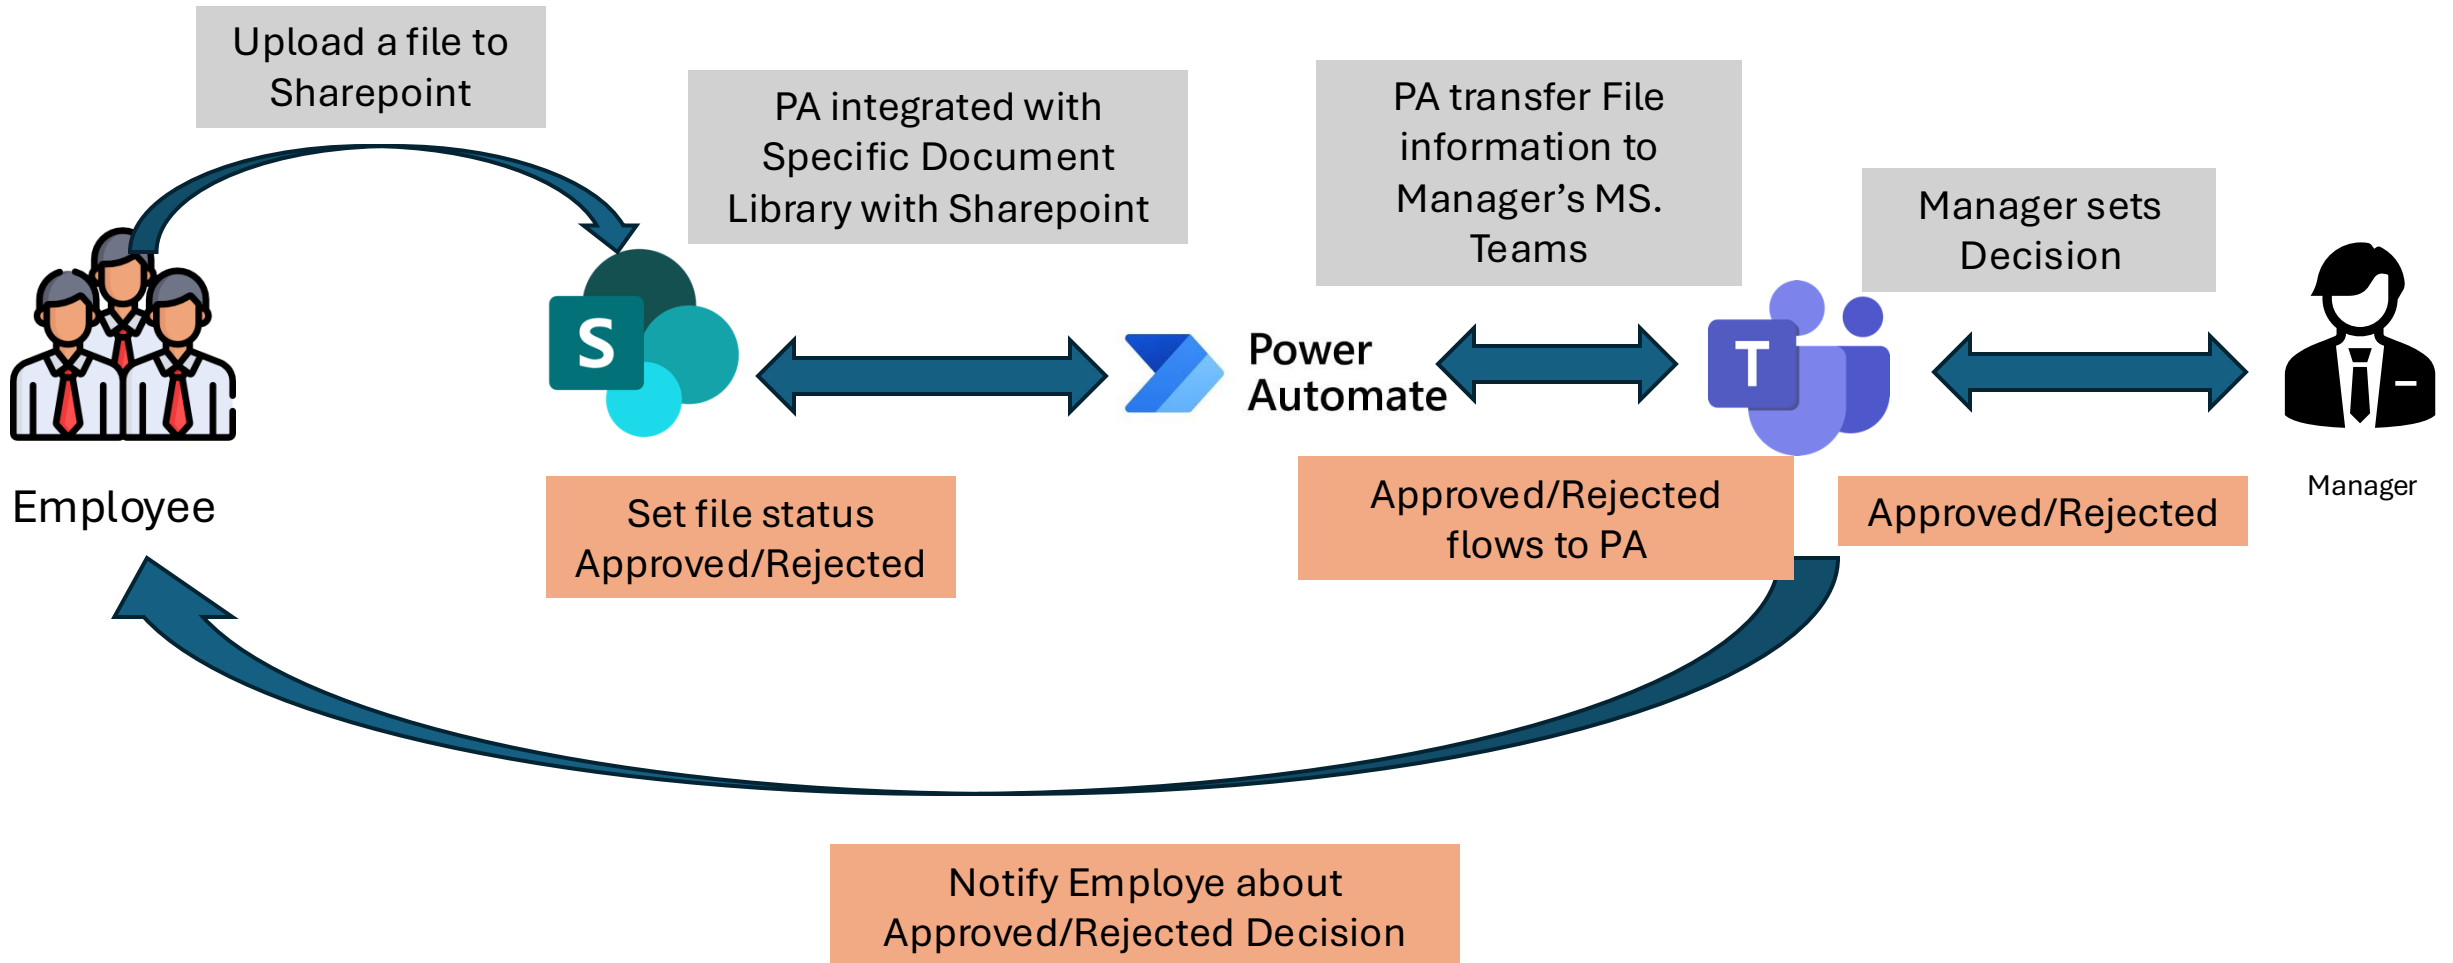 Upload a file to
Sharepoint
PA integrated with
Specific Document
Library with Sharepoint
PA transfer File
information to
Manager’s MS.
Teams
Manager sets
Decision
S
Power
Automate
T
Employee
Set file status
Approved/Rejected
Approved/Rejected
flows to PA
Approved/Rejected
Manager
Notify Employe about
Approved/Rejected Decision